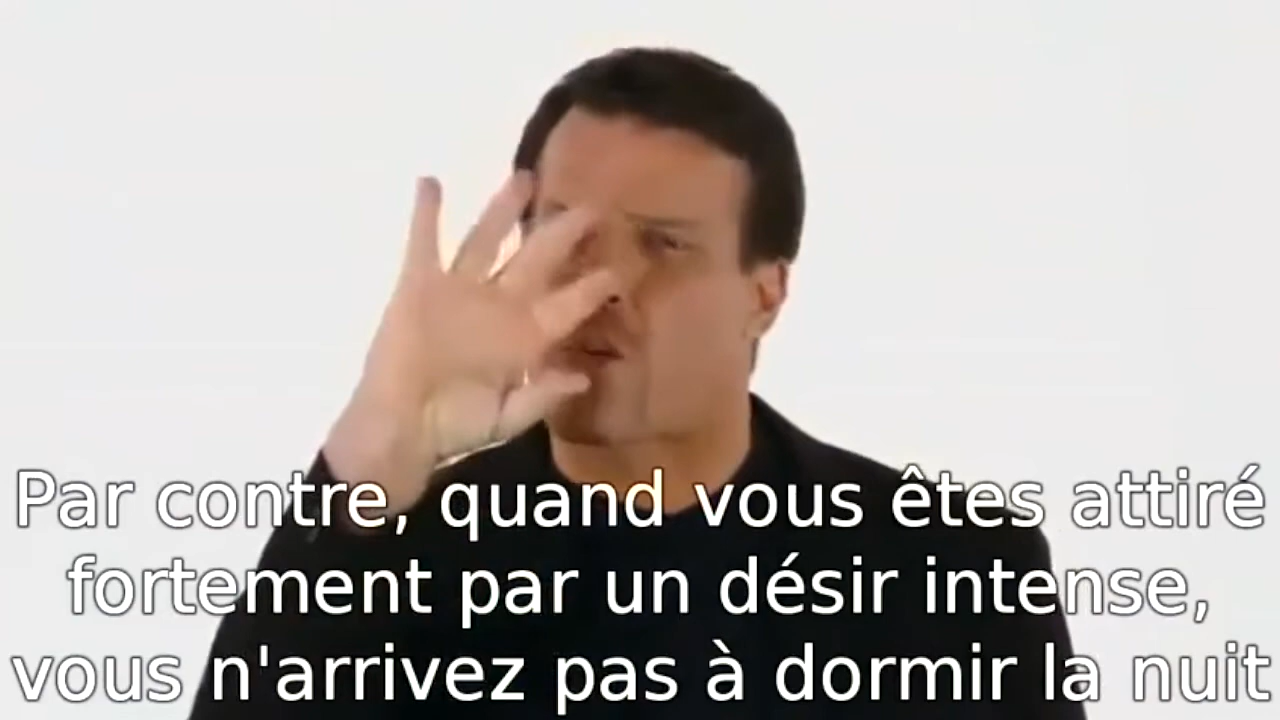 Par contre, quand vous êtes attiré
fortement par un désir intense,
vous n'arrivez pas à dormir la nuit